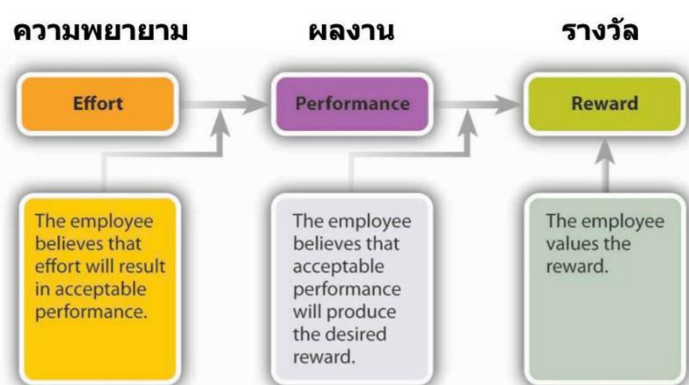 ความพยายาม
ผลงาน
รางวัล
Effort
Performance
Reward
The employee
believes that
effort will result
in acceptable
performance.
The employee
believes that
acceptable
performance
will produce
the desired
reward.
The employee
values the
reward.